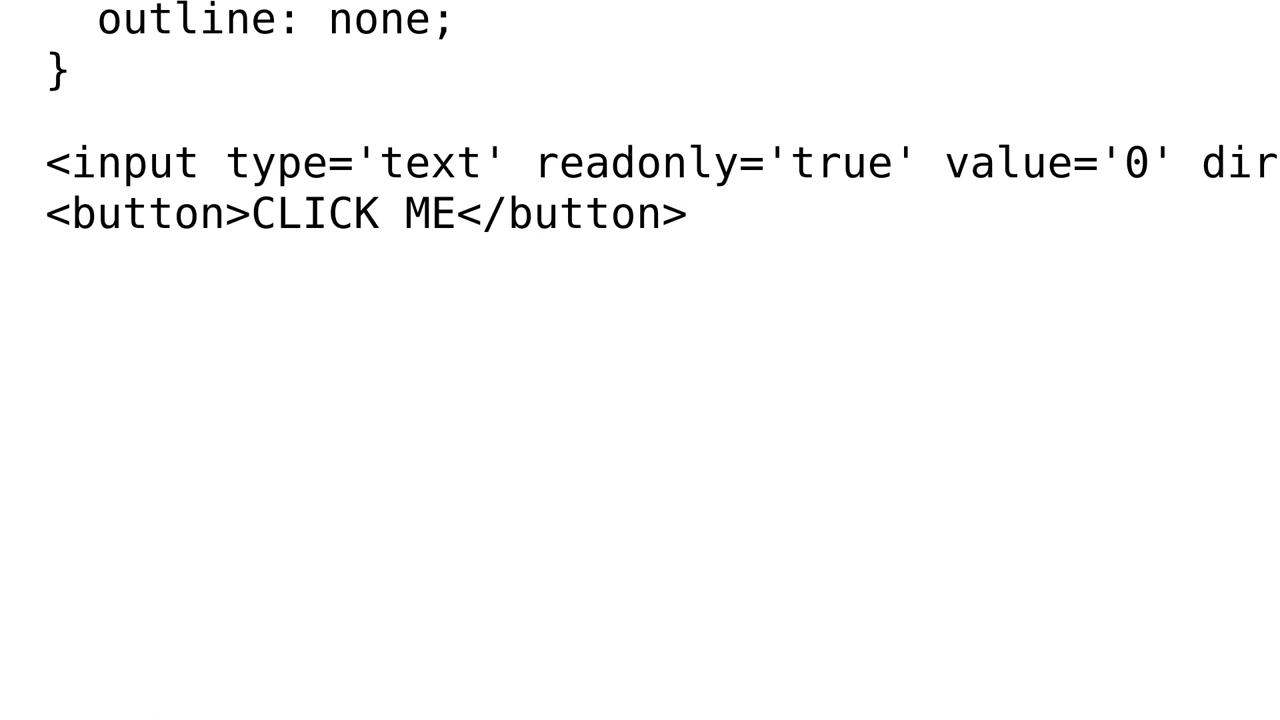 outline: none;
}
<input type='text' readonly='true' value='0' dir
<button>CLICK ME</button>